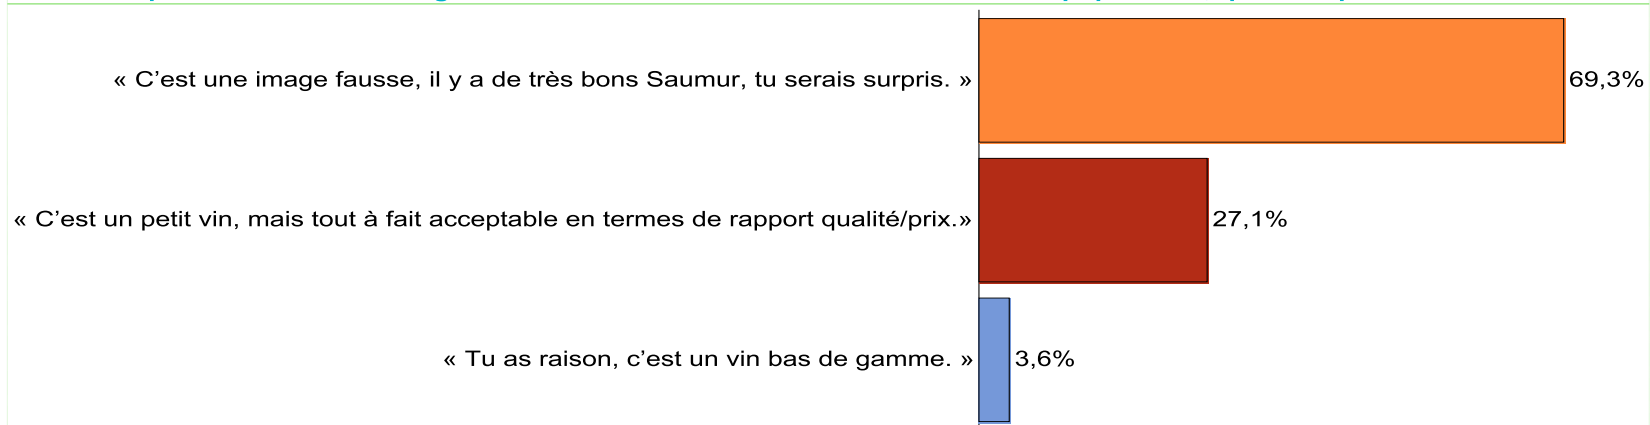 « C’est une image fausse, il y a de très bons Saumur, tu serais surpris. » 69,3%
« C’est un petit vin, mais tout à fait acceptable en termes de rapport qualité/prix.» 27,1%
« Tu as raison, c’est un vin bas de gamme. » 3,6%